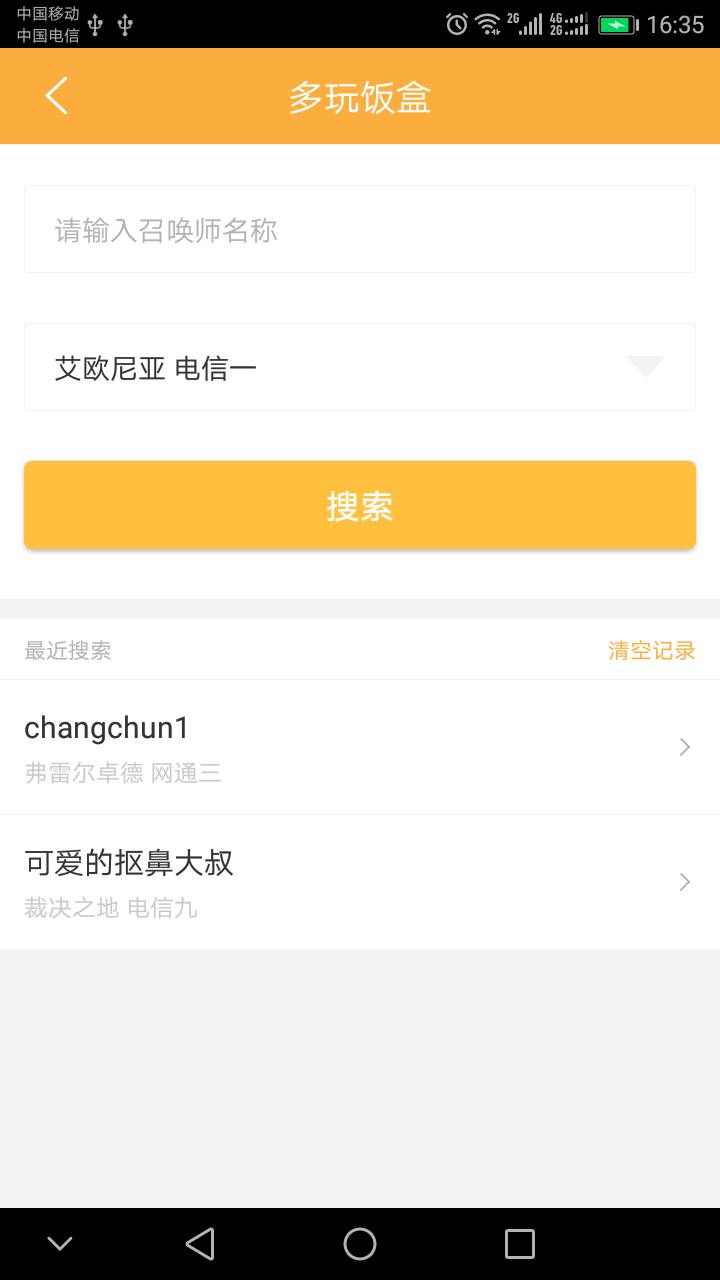 中国移动
中国电信
2G 4G 2G 16:35
多玩饭盒
请输入召唤师名称
艾欧尼亚 电信一
搜索
最近搜索 清空记录
changchun1
弗雷尔卓德 网通三
可爱的抠鼻大叔
裁决之地 电信九